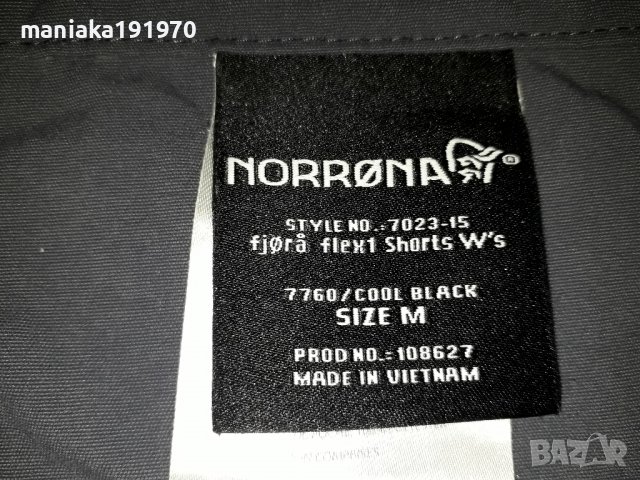 maniaka191970
NORRØNA
STYLE NO.:7023-15
fjørå flex1 Shorts W's
7760/COOL BLACK
SIZE M
PROD NO.:108627
MADE IN VIETNAM
BAZAR